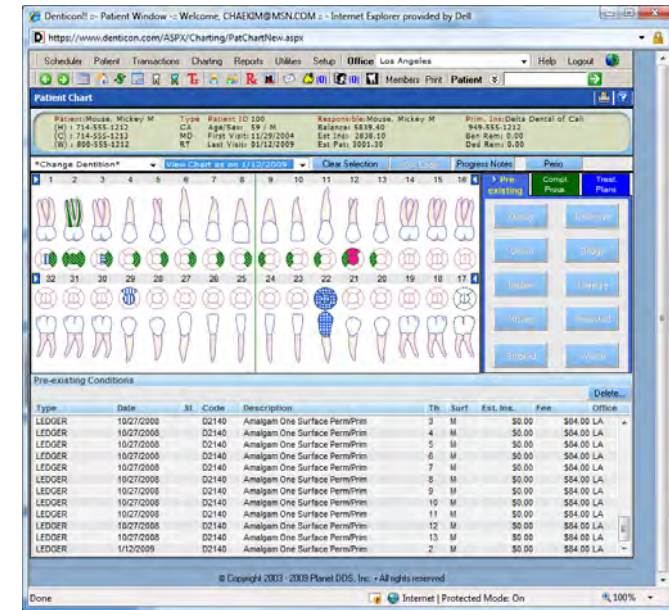 Denticon!! :- Patient Window -: Welcome, CHAEKIM@MSN.COM : - Internet Explorer provided by Dell
https://www.denticon.com/ASPX/Charting/PatChartNew.aspx
Scheduler Patient Transactions Charting Reports Utilities Setup Office Los Angeles Help Logout
Members Print Patient
Patient Chart
Patient:Mouse, Mickey M Type Patient ID 100 Responsible:Mouse, Mickey M Prim. Ins:Delta Dental of Cali
(H) : 714-555-1212 CA Age/Sex: 59 / M Balance: 5839.40 949-555-1212
(C) : 714-555-1213 MD First Visit: 11/29/2004 Est Ins: 2838.10 Ben Rem: 0.00
(W) : 800-555-1212 RT Last Visit: 01/12/2009 Est Pat: 3001.30 Ded Rem: 0.00
*Change Dentition* View Chart as on 1/12/2009 Clear Selection Progress Notes Perio
1 2 3 4 5 6 7 8 9 10 11 12 13 14 15 16
Pre-existing Compl. Proce. Treat. Plans
32 31 30 29 28 27 26 25 24 23 22 21 20 19 18 17
Pre-existing Conditions
Delete...
Type Date St Code Description Th Surf Est. Ins. Fee Office
LEDGER 10/27/2008 D2140 Amalgam One Surface Perm/Prim 3 M $0.00 $84.00 LA
LEDGER 10/27/2008 D2140 Amalgam One Surface Perm/Prim 4 M $0.00 $84.00 LA
LEDGER 10/27/2008 D2140 Amalgam One Surface Perm/Prim 5 M $0.00 $84.00 LA
LEDGER 10/27/2008 D2140 Amalgam One Surface Perm/Prim 6 M $0.00 $84.00 LA
LEDGER 10/27/2008 D2140 Amalgam One Surface Perm/Prim 7 M $0.00 $84.00 LA
LEDGER 10/27/2008 D2140 Amalgam One Surface Perm/Prim 8 M $0.00 $84.00 LA
LEDGER 10/27/2008 D2140 Amalgam One Surface Perm/Prim 9 M $0.00 $84.00 LA
LEDGER 10/27/2008 D2140 Amalgam One Surface Perm/Prim 10 M $0.00 $84.00 LA
LEDGER 10/27/2008 D2140 Amalgam One Surface Perm/Prim 11 M $0.00 $84.00 LA
LEDGER 10/27/2008 D2140 Amalgam One Surface Perm/Prim 12 M $0.00 $84.00 LA
LEDGER 10/27/2008 D2140 Amalgam One Surface Perm/Prim 13 M $0.00 $84.00 LA
LEDGER 1/12/2009 D2140 Amalgam One Surface Perm/Prim 2 M $0.00 $84.00 LA
© Copyright 2003 - 2009 Planet DDS, Inc. • All rights reserved
Done Internet | Protected Mode: On 100%